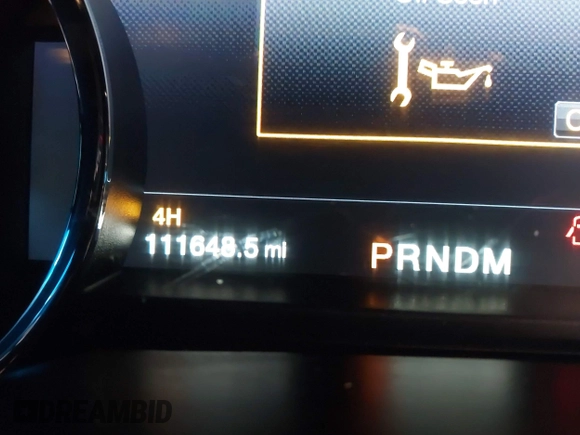 4H
111648.5 mi
PRNDM
DREAMBID